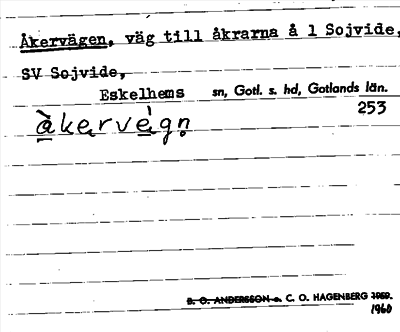 Åkervägen, väg till åkrarna å 1 Sojvide,
SV Sojvide,
Eskelhems sn, Gotl. s. hd, Gotlands län.
253
àkervègn
B. O. ANDERSSON o. C. O. HAGENBERG 1959.
1960